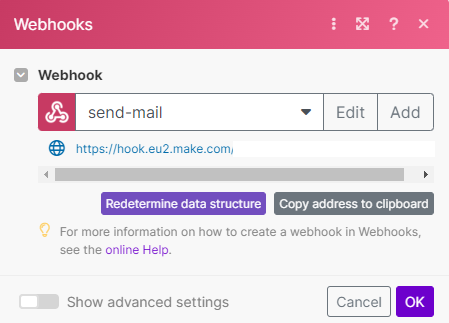 Webhooks
?
Webhook
send-mail
Edit
Add
https://hook.eu2.make.com/
Redetermine data structure
Copy address to clipboard
For more information on how to create a webhook in Webhooks,
see the online Help.
Show advanced settings
Cancel
OK